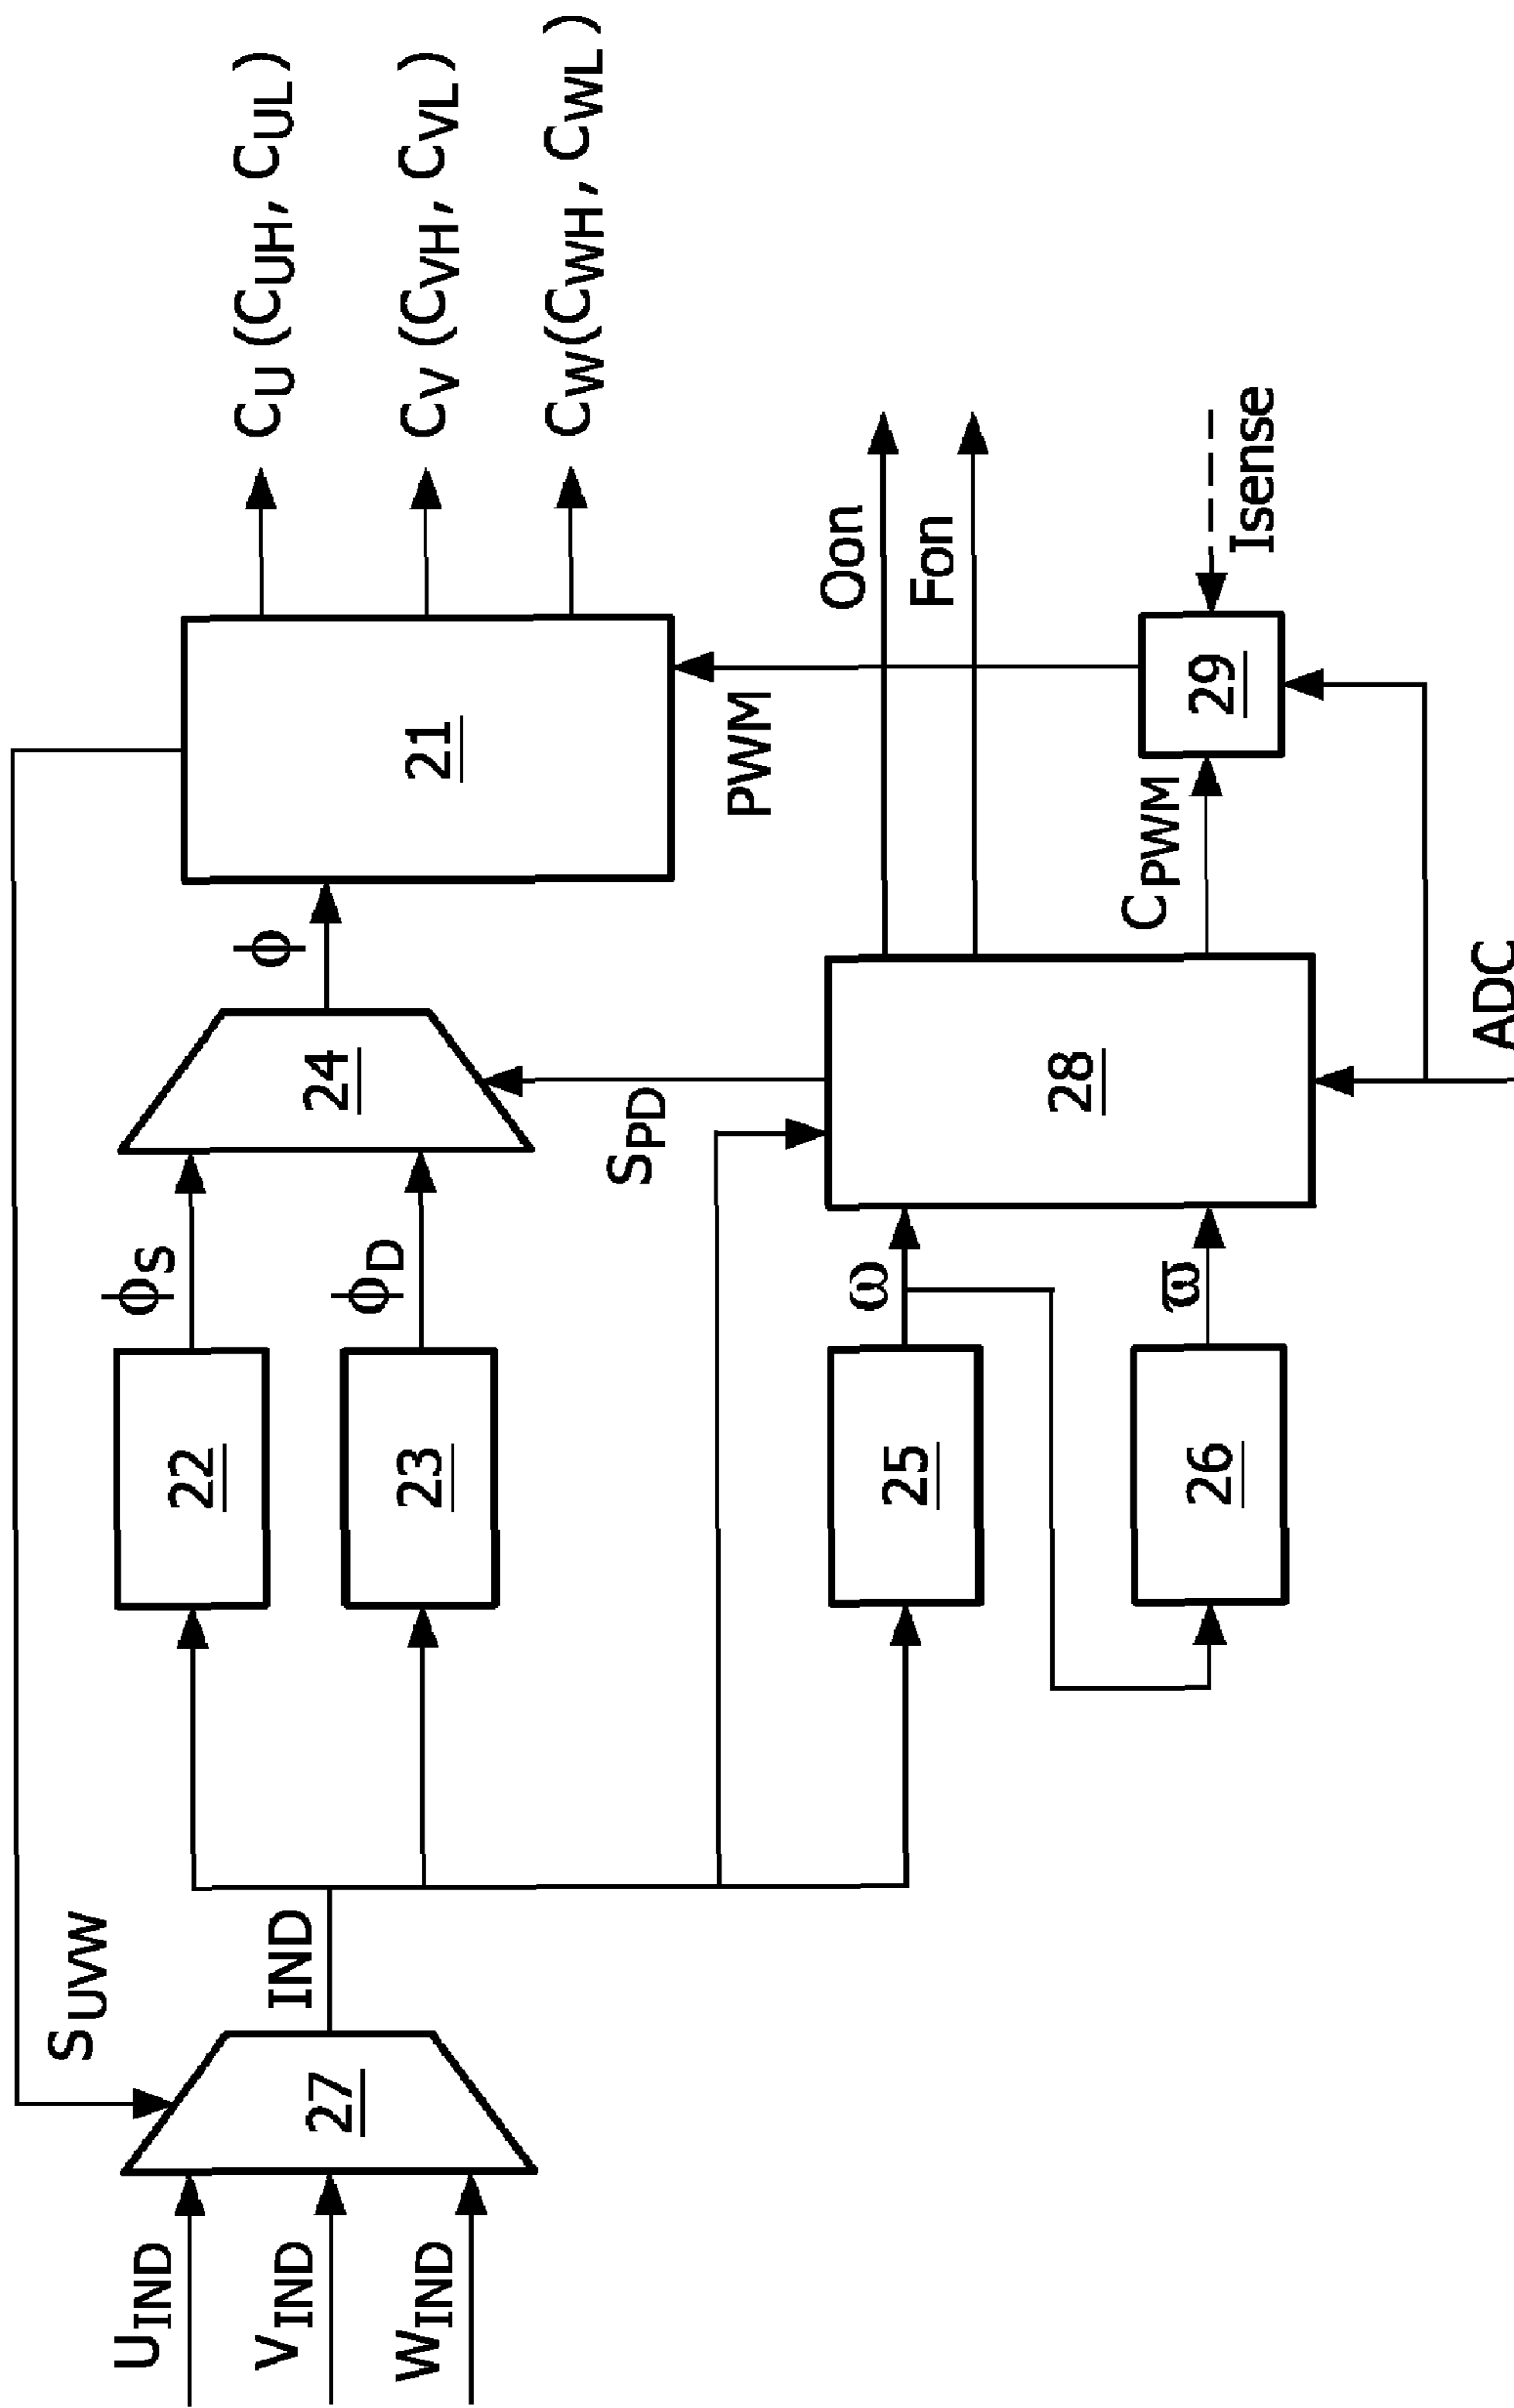 SUVW
UIND
VIND
WIND
27
IND
22
ϕS
23
ϕD
24
ϕ
21
CU (CUH, CUL)
CV (CVH, CVL)
CW(CWH, CWL)
SPD
PWM
25
ω
26
ω̅
28
Oon
Fon
CPWM
29
Isense
ADC